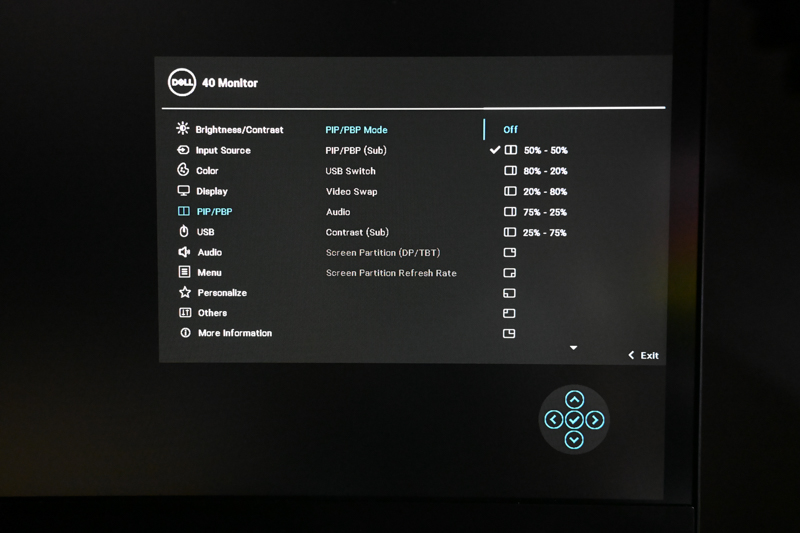 DELL 40 Monitor
Brightness/Contrast PIP/PBP Mode Off
Input Source PIP/PBP (Sub) 50% - 50%
Color USB Switch 80% - 20%
Display Video Swap 20% - 80%
PIP/PBP Audio 75% - 25%
USB Contrast (Sub) 25% - 75%
Audio Screen Partition (DP/TBT)
Menu Screen Partition Refresh Rate
Personalize
Others
More Information
Exit